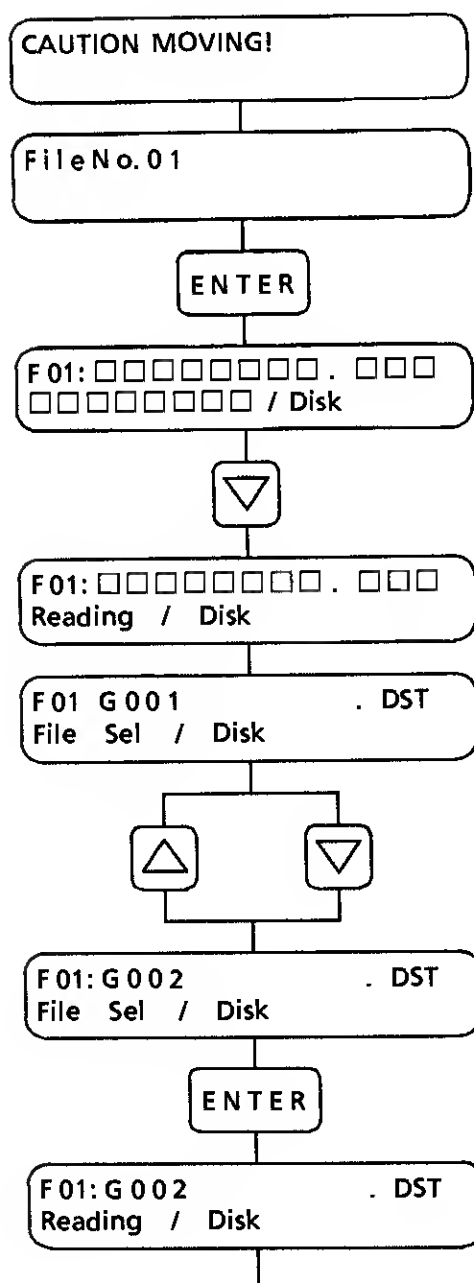 CAUTION MOVING!
FileNo.01
ENTER
F01:□□□□□□□□. □□□
□□□□□□□□ / Disk
▽
F01:□□□□□□□□. □□□
Reading / Disk
F01 G001 . DST
File Sel / Disk
△ ▽
F01:G002 . DST
File Sel / Disk
ENTER
F01:G002 . DST
Reading / Disk